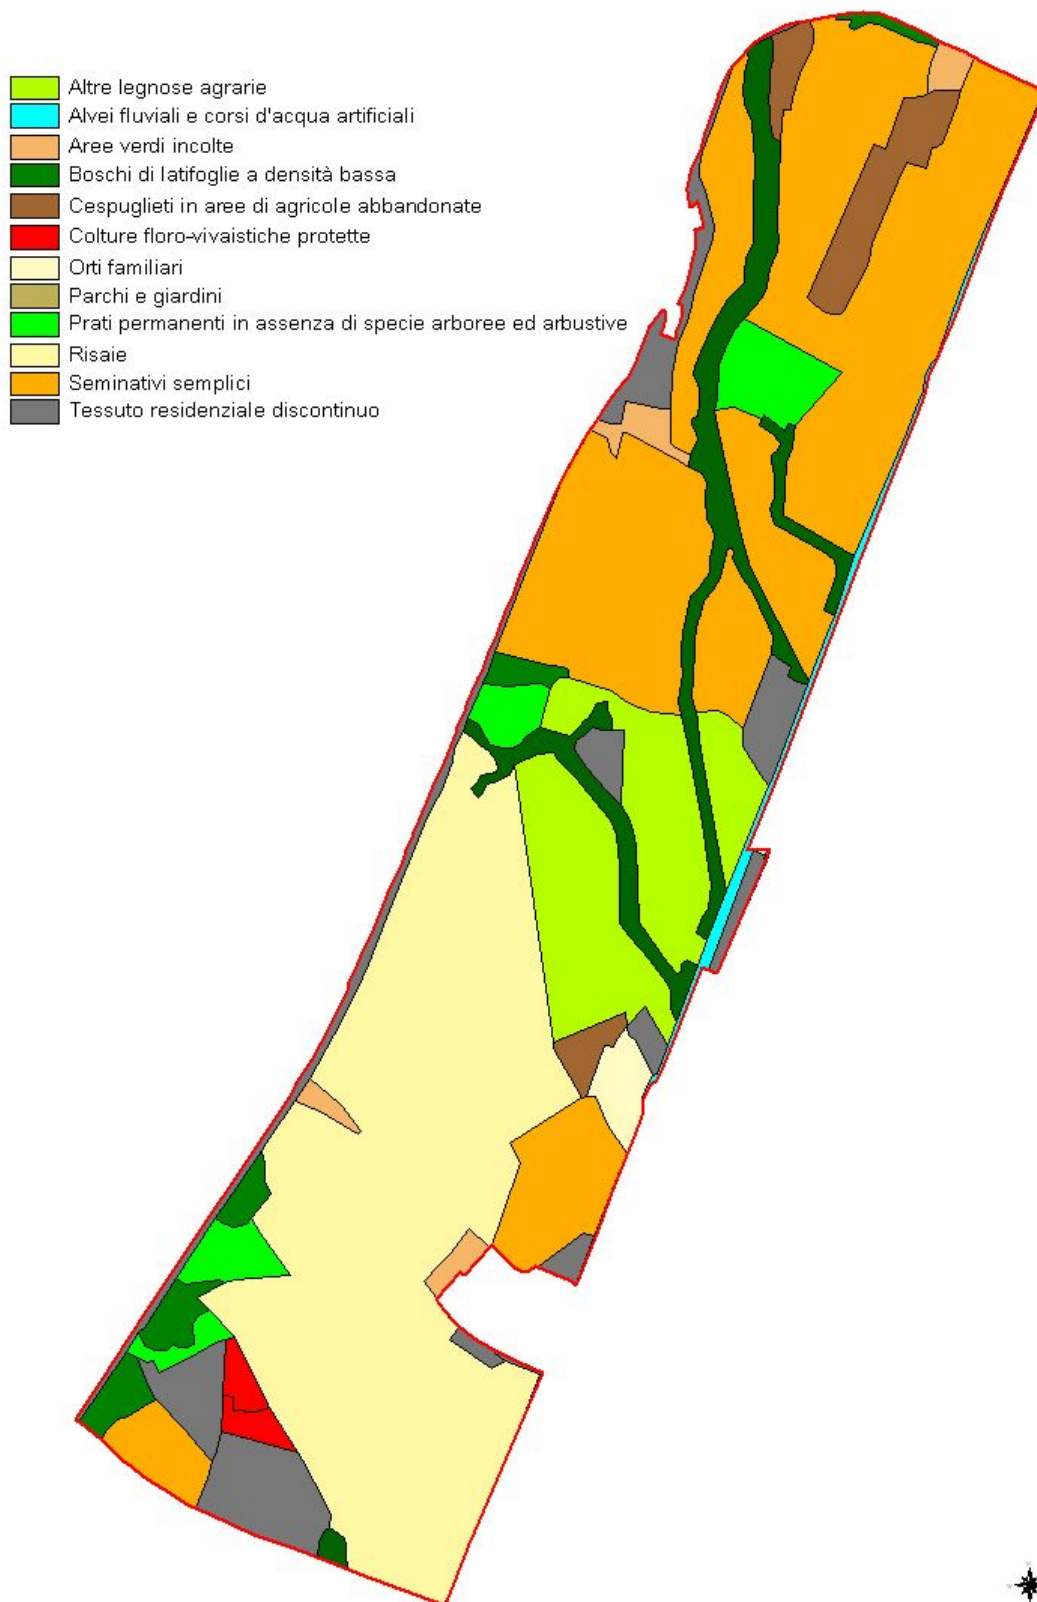 Altre legnose agrarie
Alvei fluviali e corsi d'acqua artificiali
Aree verdi incolte
Boschi di latifoglie a densità bassa
Cespuglieti in aree di agricole abbandonate
Colture floro-vivaistiche protette
Orti familiari
Parchi e giardini
Prati permanenti in assenza di specie arboree ed arbustive
Risaie
Seminativi semplici
Tessuto residenziale discontinuo